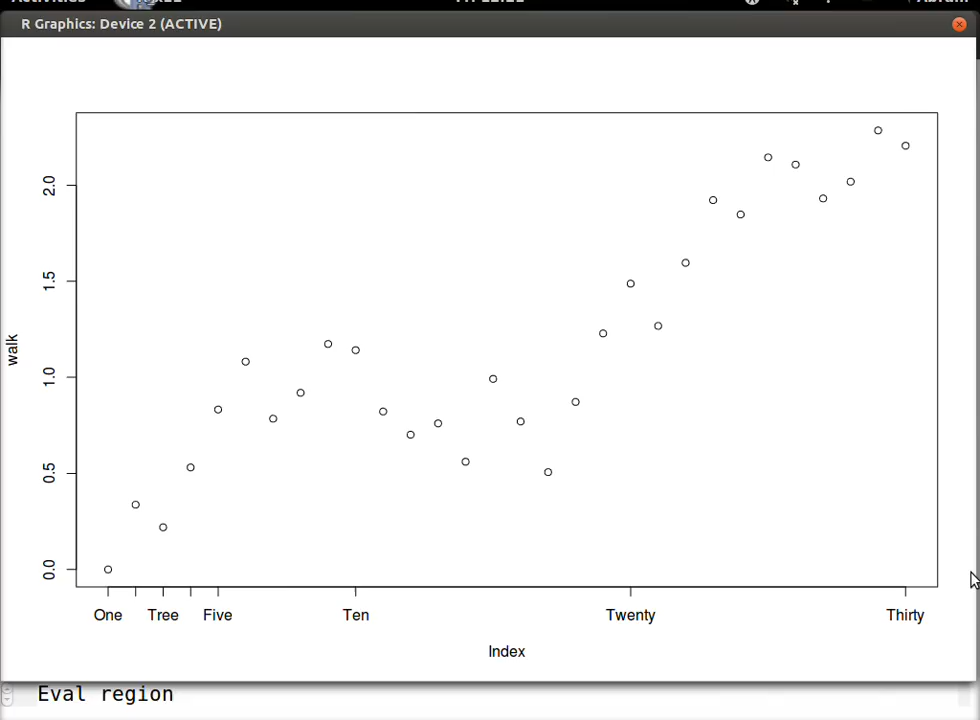 R Graphics: Device 2 (ACTIVE)
2.0
1.5
1.0
0.5
0.0
walk
One Tree Five Ten Twenty Thirty
Index
Eval region